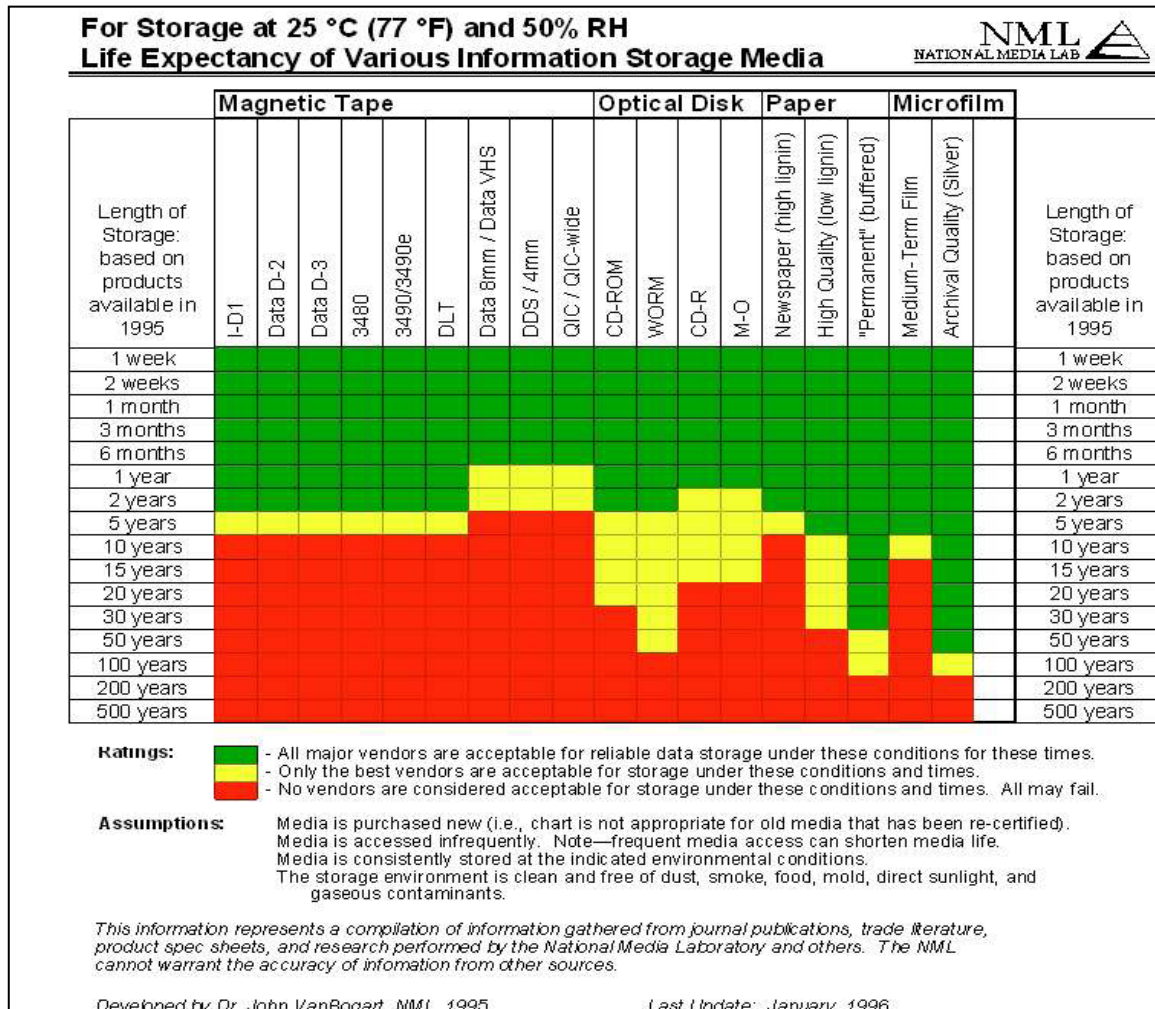 For Storage at 25 °C (77 °F) and 50% RH
Life Expectancy of Various Information Storage Media
NML
NATIONAL MEDIA LAB
Magnetic Tape
Optical Disk
Paper
Microfilm
Length of
Storage:
based on
products
available in
1995
I-D1
Data D-2
Data D-3
3480
3490/3490e
DLT
Data 8mm / Data VHS
DDS / 4mm
QIC / QIC-wide
CD-ROM
WORM
CD-R
M-O
Newspaper (high lignin)
High Quality (low lignin)
"Permanent" (buffered)
Medium-Term Film
Archival Quality (Silver)
Length of
Storage:
based on
products
available in
1995
1 week 1 week
2 weeks 2 weeks
1 month 1 month
3 months 3 months
6 months 6 months
1 year 1 year
2 years 2 years
5 years 5 years
10 years 10 years
15 years 15 years
20 years 20 years
30 years 30 years
50 years 50 years
100 years 100 years
200 years 200 years
500 years 500 years
Ratings: - All major vendors are acceptable for reliable data storage under these conditions for these times.
- Only the best vendors are acceptable for storage under these conditions and times.
- No vendors are considered acceptable for storage under these conditions and times. All may fail.
Assumptions: Media is purchased new (i.e., chart is not appropriate for old media that has been re-certified).
Media is accessed infrequently. Note—frequent media access can shorten media life.
Media is consistently stored at the indicated environmental conditions.
The storage environment is clean and free of dust, smoke, food, mold, direct sunlight, and
gaseous contaminants.
This information represents a compilation of information gathered from journal publications, trade literature,
product spec sheets, and research performed by the National Media Laboratory and others. The NML
cannot warrant the accuracy of infomation from other sources.
Developed by Dr. John VanBogart, NML, 1995 Last Update: January, 1996